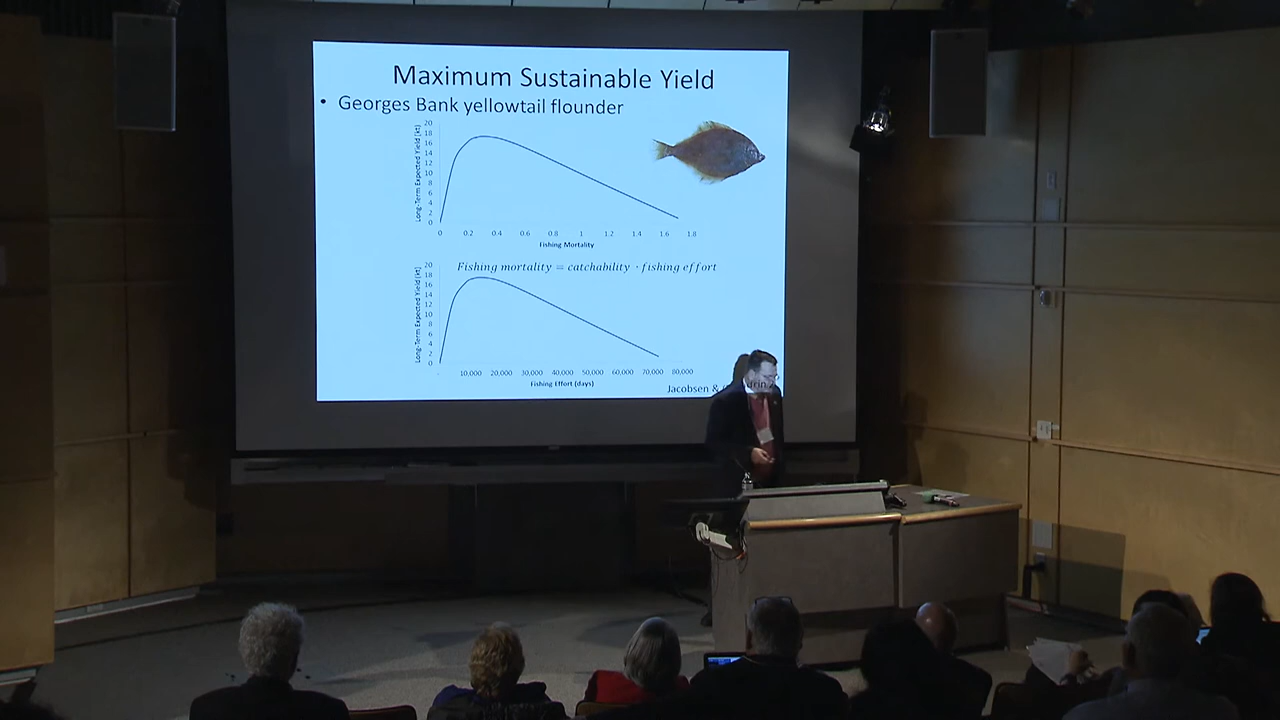 Maximum Sustainable Yield
• Georges Bank yellowtail flounder
Long-Term Expected Yield (kt)
20
18
16
14
12
10
8
6
4
2
0
0 0.2 0.4 0.6 0.8 1 1.2 1.4 1.6 1.8
Fishing Mortality
Fishing mortality = catchability · fishing effort
Long-Term Expected Yield (kt)
20
18
16
14
12
10
8
6
4
2
0
- 10,000 20,000 30,000 40,000 50,000 60,000 70,000 80,000
Fishing Effort (days)
Jacobsen &